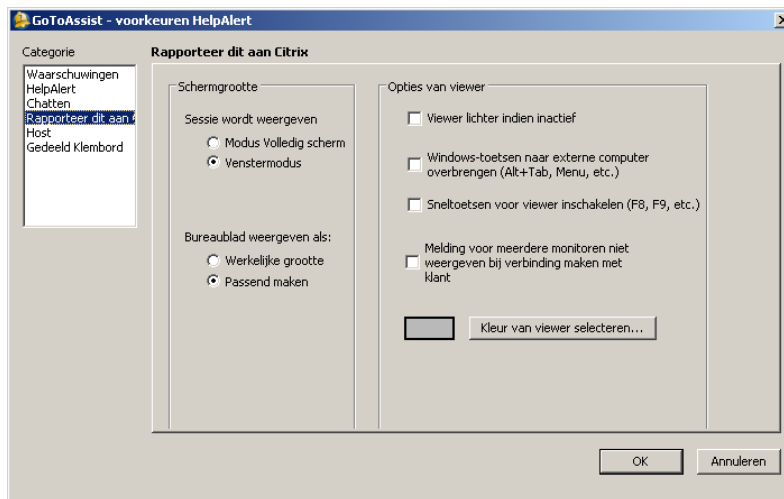 GoToAssist - voorkeuren HelpAlert
Categorie
Waarschuwingen
HelpAlert
Chatten
Rapporteer dit aan
Host
Gedeeld Klembord
Rapporteer dit aan Citrix
Schermgrootte
Sessie wordt weergeven
Modus Volledig scherm
Venstermodus
Bureaublad weergeven als:
Werkelijke grootte
Passend maken
Opties van viewer
Viewer lichter indien inactief
Windows-toetsen naar externe computer
overbrengen (Alt+Tab, Menu, etc.)
Sneltoetsen voor viewer inschakelen (F8, F9, etc.)
Melding voor meerdere monitoren niet
weergeven bij verbinding maken met
klant
Kleur van viewer selecteren...
OK
Annuleren